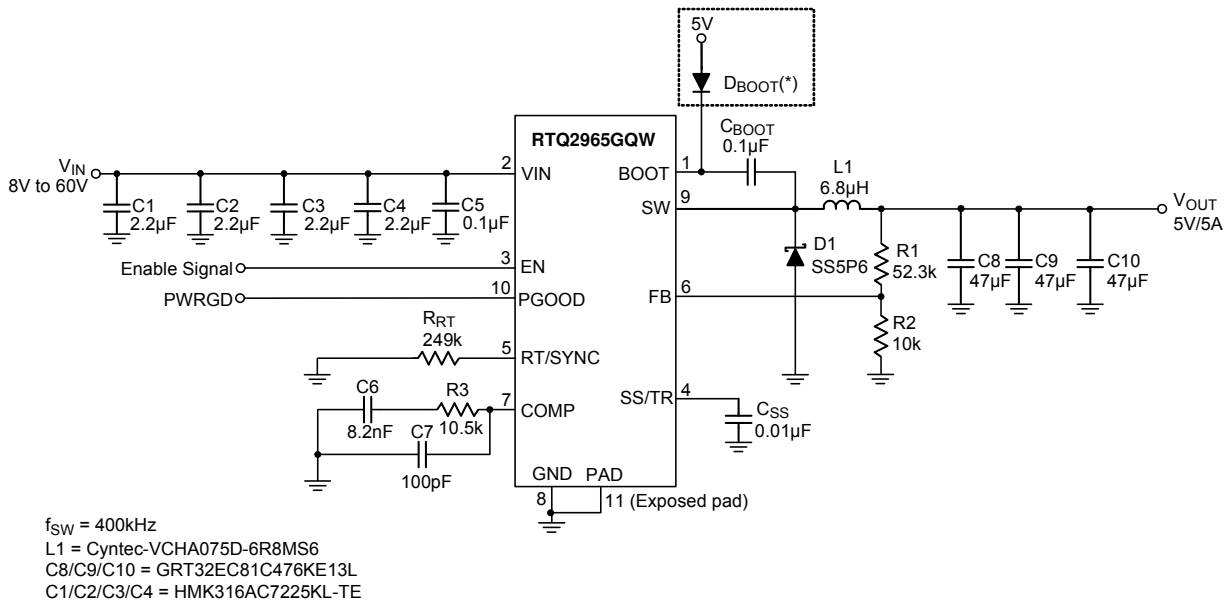 5V
DBOOT(*)
RTQ2965GQW
CBOOT
0.1µF
VIN
8V to 60V
2
VIN
BOOT
1
L1
6.8µH
SW
9
VOUT
5V/5A
C1
2.2µF
C2
2.2µF
C3
2.2µF
C4
2.2µF
C5
0.1µF
D1
SS5P6
R1
52.3k
C8
47µF
C9
47µF
C10
47µF
Enable Signal
3
EN
PWRGD
10
PGOOD
FB
6
R2
10k
RRT
249k
5
RT/SYNC
C6
8.2nF
R3
10.5k
7
COMP
SS/TR
4
CSS
0.01µF
C7
100pF
GND
PAD
8
11 (Exposed pad)
fSW = 400kHz
L1 = Cyntec-VCHA075D-6R8MS6
C8/C9/C10 = GRT32EC81C476KE13L
C1/C2/C3/C4 = HMK316AC7225KL-TE